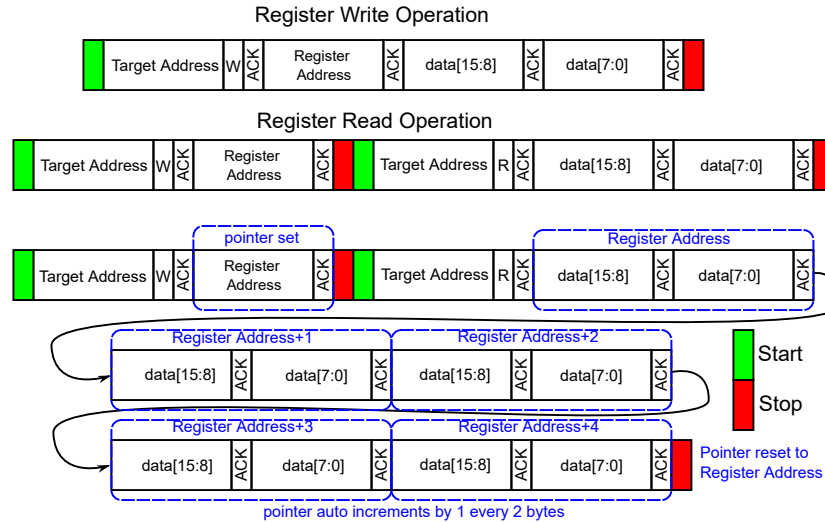 Register Write Operation
Target Address W ACK Register Address ACK data[15:8] ACK data[7:0] ACK
Register Read Operation
Target Address W ACK Register Address ACK Target Address R ACK data[15:8] ACK data[7:0] ACK
pointer set Register Address
Target Address W ACK Register Address ACK Target Address R ACK data[15:8] ACK data[7:0] ACK
Register Address+1 Register Address+2
data[15:8] ACK data[7:0] ACK data[15:8] ACK data[7:0] ACK
Start
Stop
Register Address+3 Register Address+4
data[15:8] ACK data[7:0] ACK data[15:8] ACK data[7:0] ACK
Pointer reset to
Register Address
pointer auto increments by 1 every 2 bytes